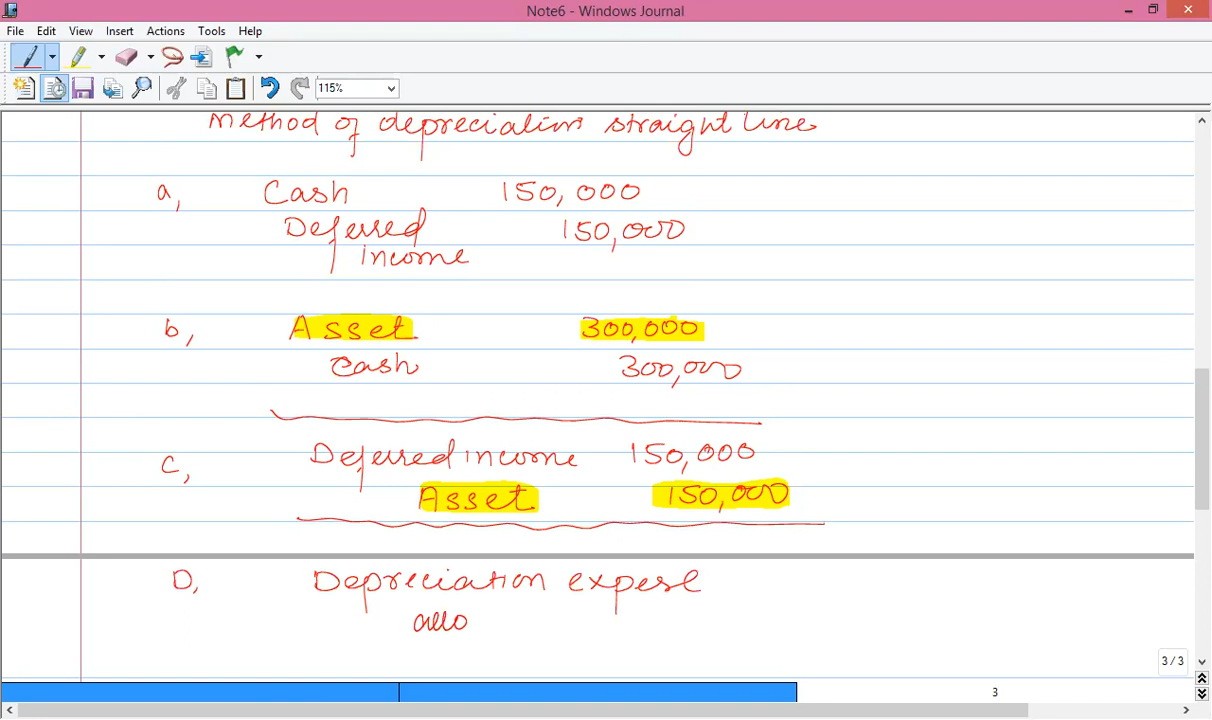 Note6 - Windows Journal
File Edit View Insert Actions Tools Help
115%
Method of depreciation straight line
a, Cash 150,000
Deferred 150,000
income
b, Asset 300,000
Cash 300,000
C, Deferred income 150,000
Asset 150,000
D, Depreciation expese
allo
3 / 3
3